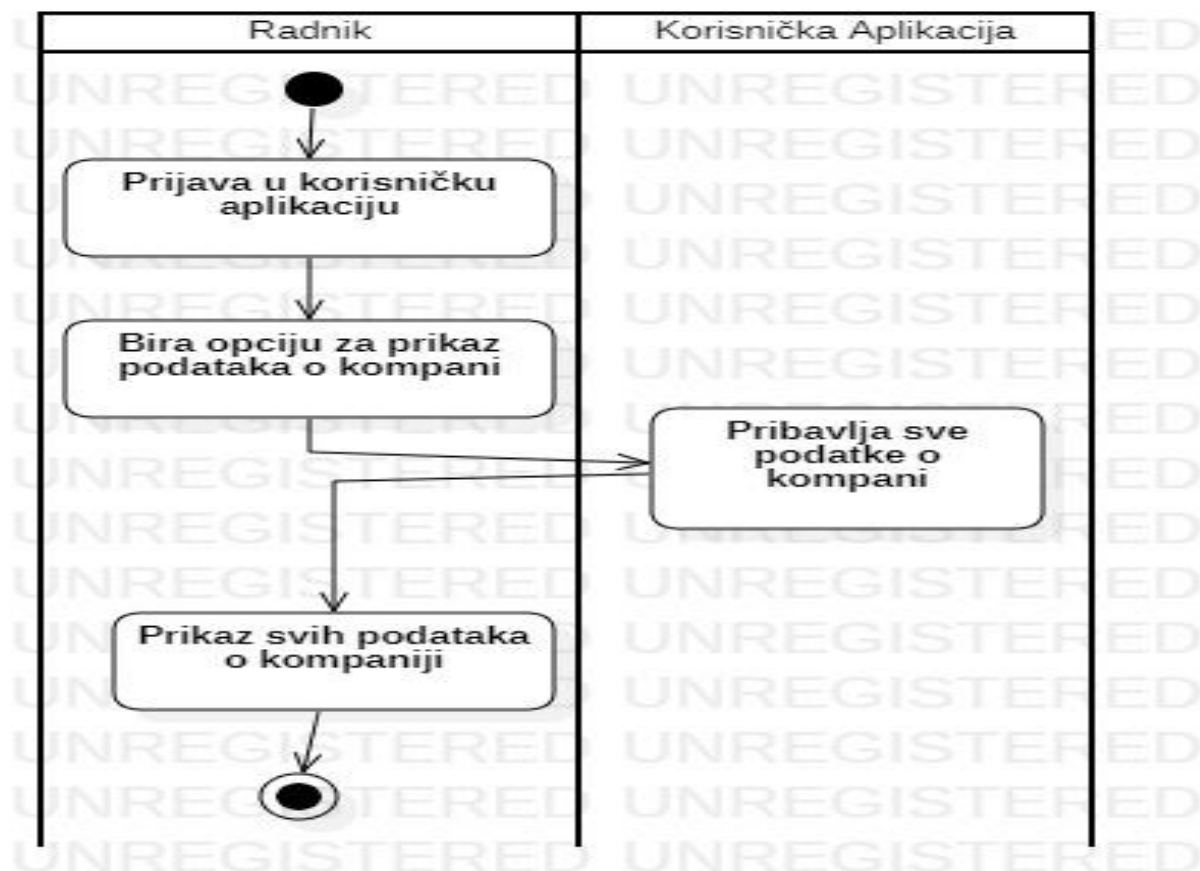 Radnik
Korisnička Aplikacija
Prijava u korisničku
aplikaciju
Bira opciju za prikaz
podataka o kompani
Pribavlja sve
podatke o
kompani
Prikaz svih podataka
o kompaniji
UNREGISTERED